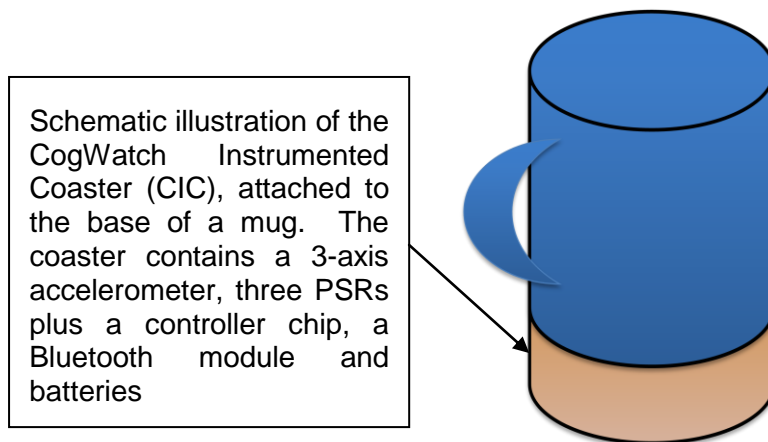 Schematic illustration of the
CogWatch Instrumented
Coaster (CIC), attached to
the base of a mug. The
coaster contains a 3-axis
accelerometer, three PSRs
plus a controller chip, a
Bluetooth module and
batteries